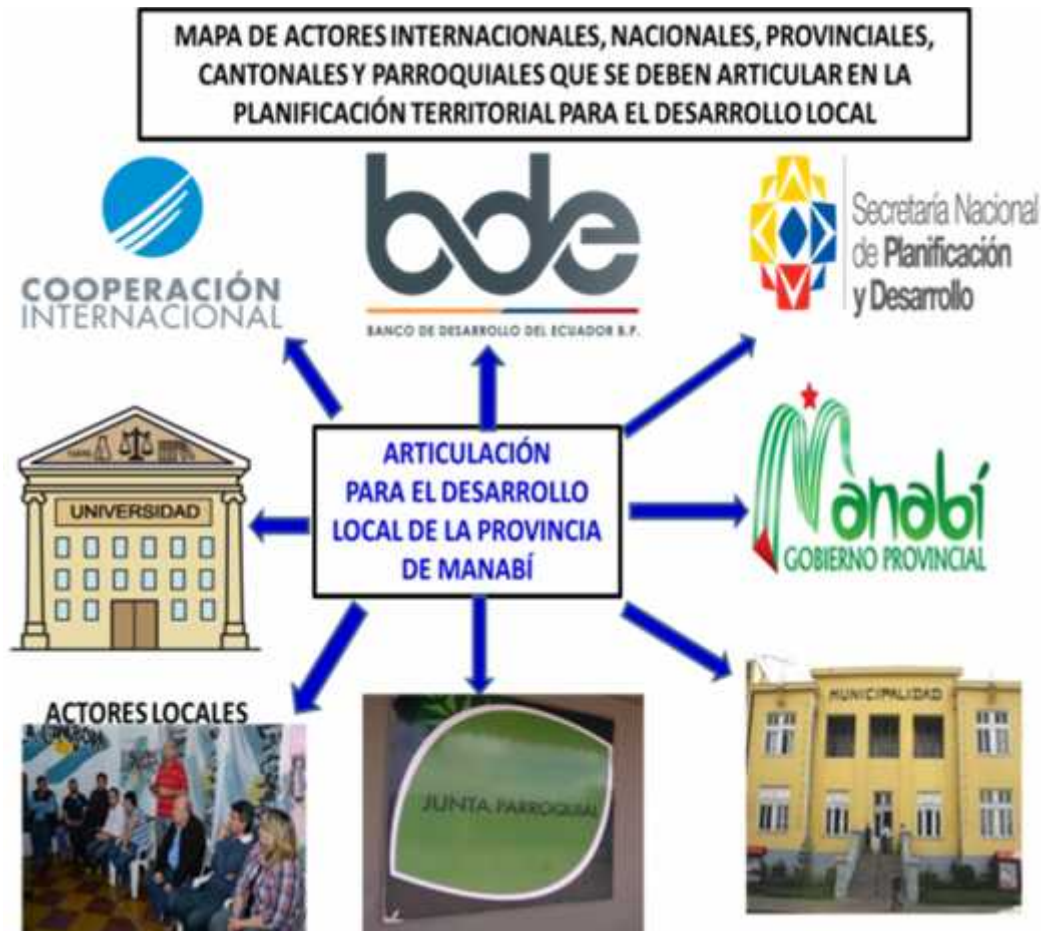 MAPA DE ACTORES INTERNACIONALES, NACIONALES, PROVINCIALES,
CANTONALES Y PARROQUIALES QUE SE DEBEN ARTICULAR EN LA
PLANIFICACIÓN TERRITORIAL PARA EL DESARROLLO LOCAL
COOPERACIÓN
INTERNACIONAL
bde
BANCO DE DESARROLLO DEL ECUADOR B.P.
Secretaría Nacional
de Planificación
y Desarrollo
UNIVERSIDAD
ARTICULACIÓN
PARA EL DESARROLLO
LOCAL DE LA PROVINCIA
DE MANABÍ
Manabí
GOBIERNO PROVINCIAL
ACTORES LOCALES
JUNTA PARROQUIAL
MUNICIPALIDAD